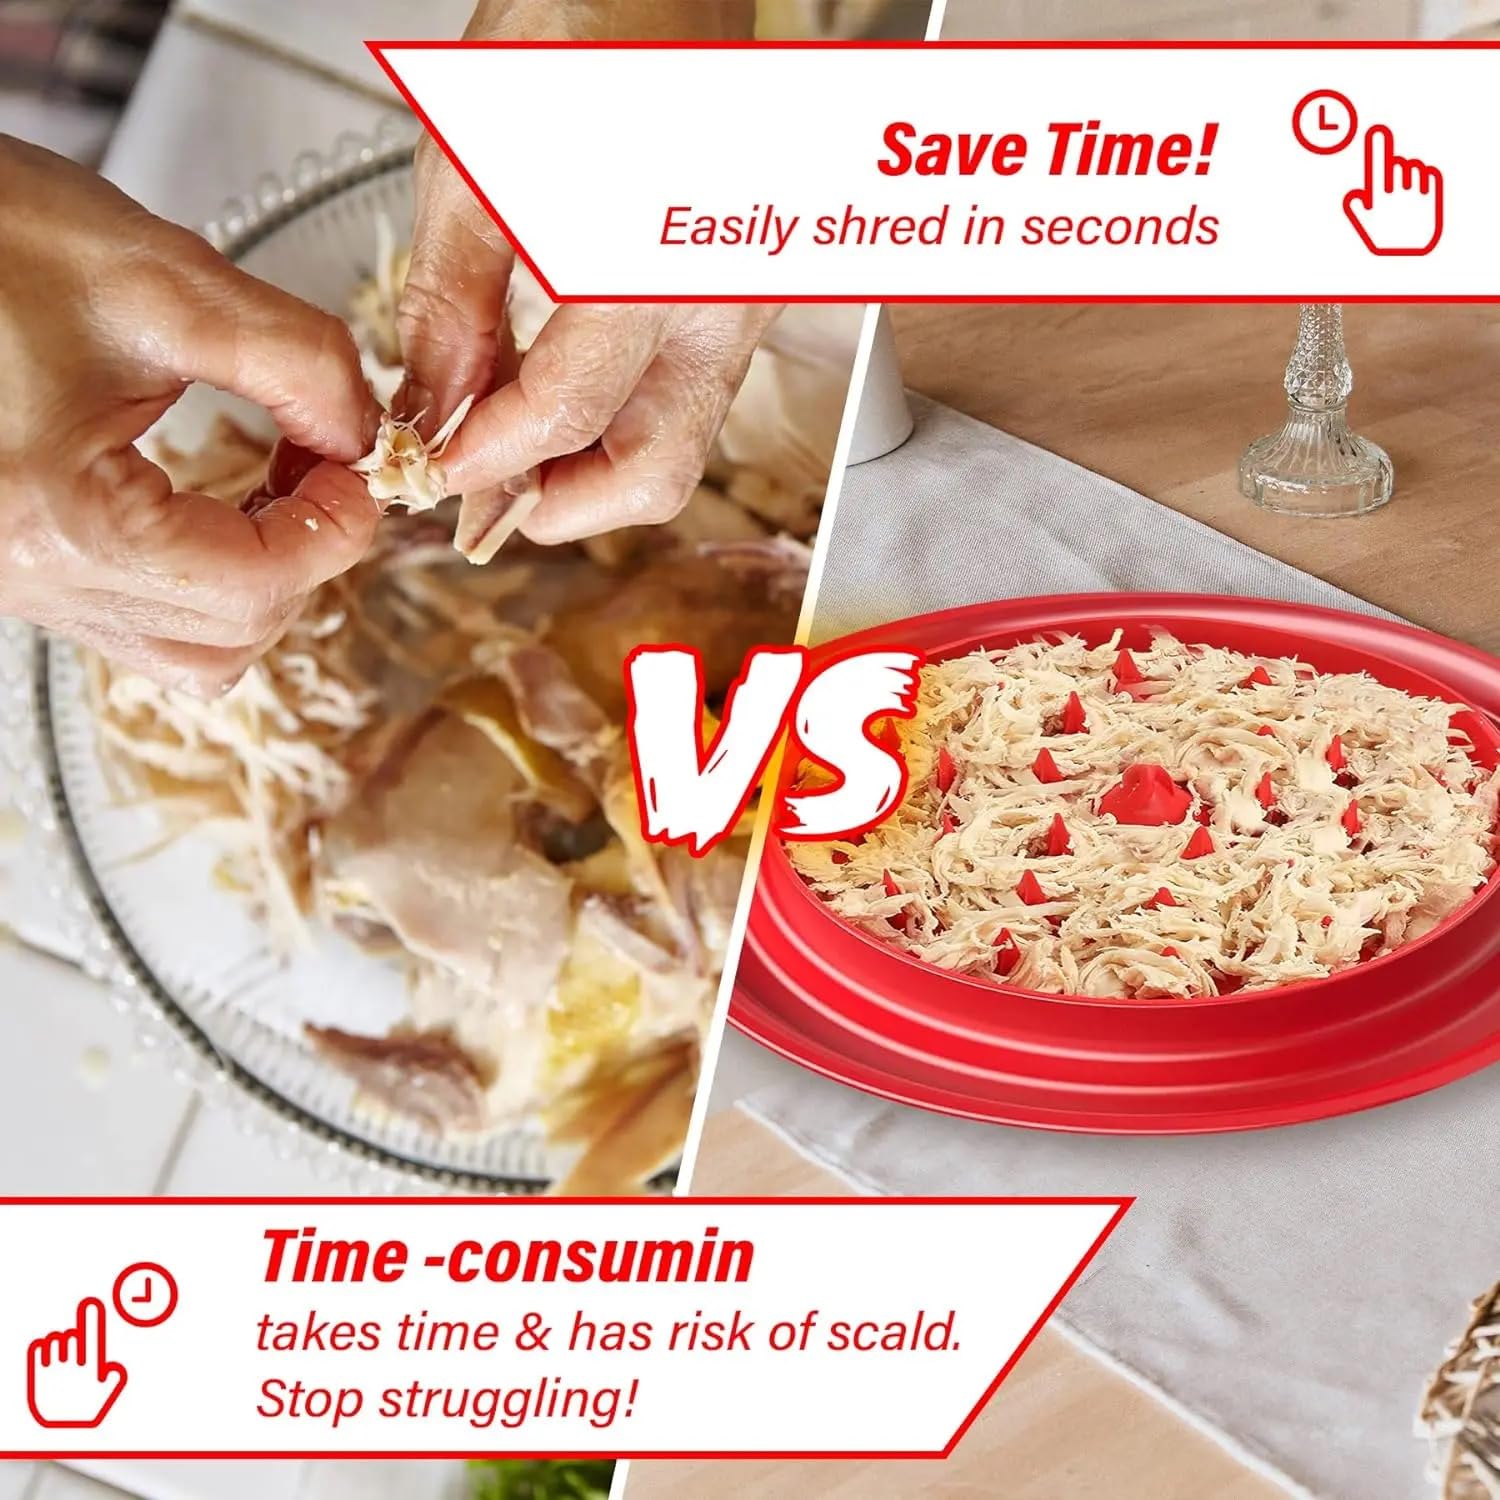 Save Time!
Easily shred in seconds
VS
Time -consumin
takes time & has risk of scald.
Stop struggling!